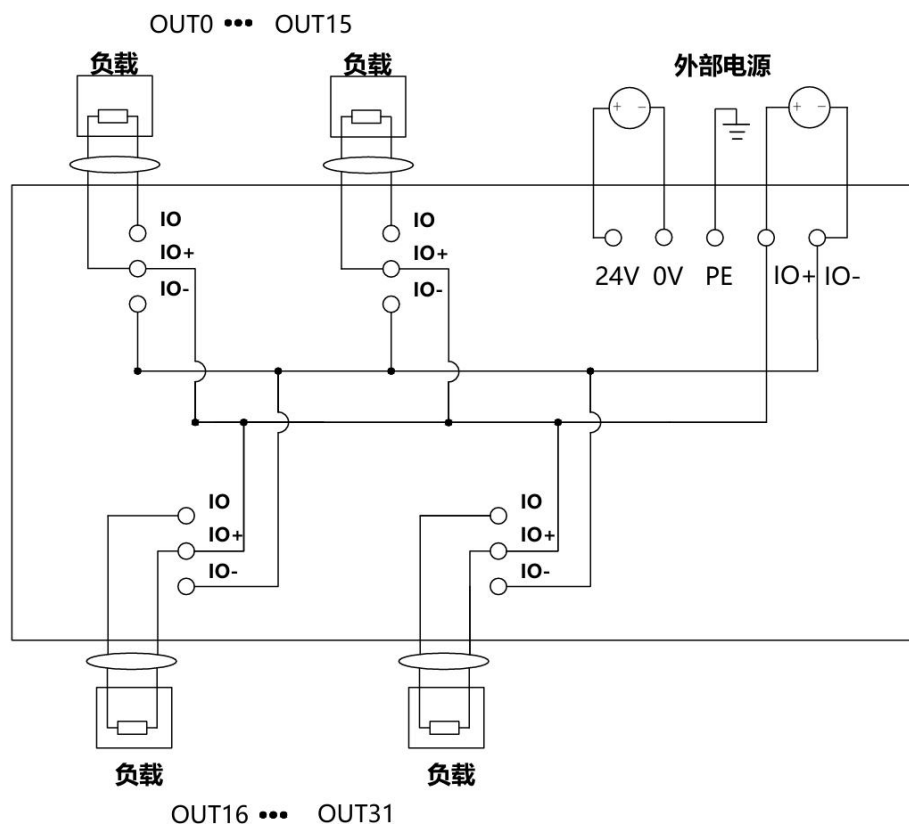 OUT0 ••• OUT15
负载 负载 外部电源
+ − + −
IO IO
IO+ IO+
IO- IO-
24V 0V PE IO+ IO-
IO IO
IO+ IO+
IO- IO-
负载 负载
OUT16 ••• OUT31